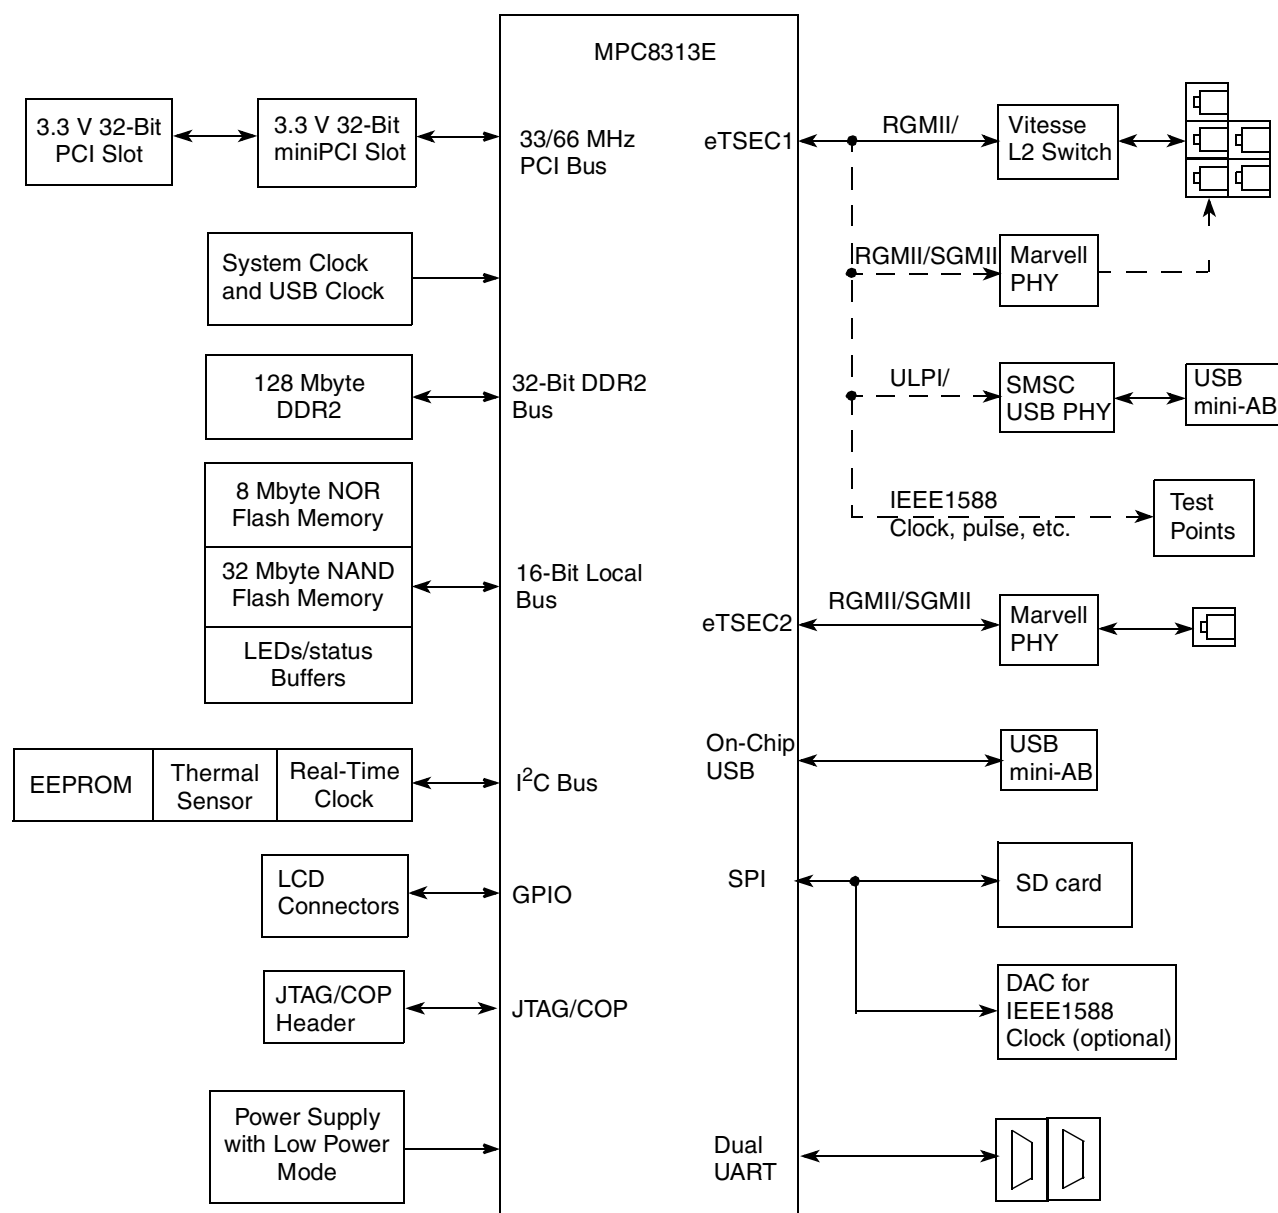 MPC8313E
3.3 V 32-Bit
PCI Slot
3.3 V 32-Bit
miniPCI Slot
33/66 MHz
PCI Bus
System Clock
and USB Clock
128 Mbyte
DDR2
32-Bit DDR2
Bus
8 Mbyte NOR
Flash Memory
32 Mbyte NAND
Flash Memory
LEDs/status
Buffers
16-Bit Local
Bus
EEPROM
Thermal
Sensor
Real-Time
Clock
I²C Bus
LCD
Connectors
GPIO
JTAG/COP
Header
JTAG/COP
Power Supply
with Low Power
Mode
eTSEC1
RGMII/
Vitesse
L2 Switch
RGMII/SGMII
Marvell
PHY
ULPI/
SMSC
USB PHY
USB
mini-AB
IEEE1588
Clock, pulse, etc.
Test
Points
eTSEC2
RGMII/SGMII
Marvell
PHY
On-Chip
USB
USB
mini-AB
SPI
SD card
DAC for
IEEE1588
Clock (optional)
Dual
UART